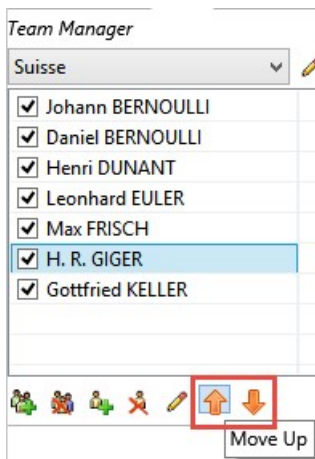 Team Manager
Suisse
Johann BERNOULLI
Daniel BERNOULLI
Henri DUNANT
Leonhard EULER
Max FRISCH
H. R. GIGER
Gottfried KELLER
Move Up